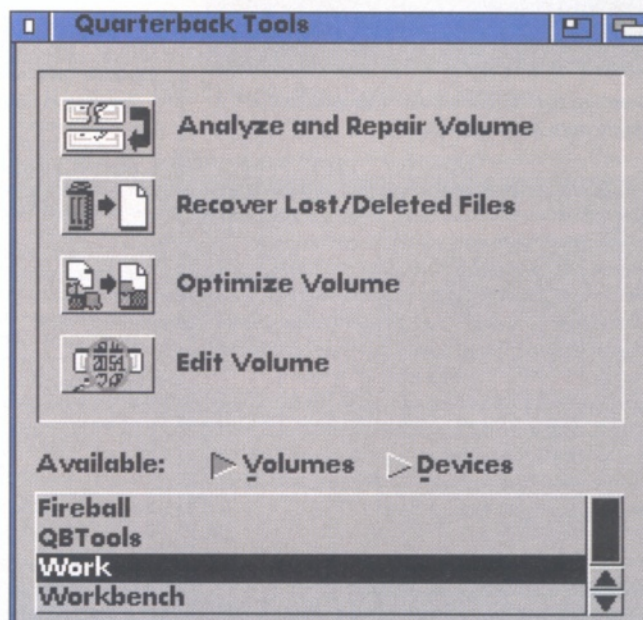 Quarterback Tools
Analyze and Repair Volume
Recover Lost/Deleted Files
Optimize Volume
Edit Volume
Available: Volumes Devices
Fireball
QBTools
Work
Workbench